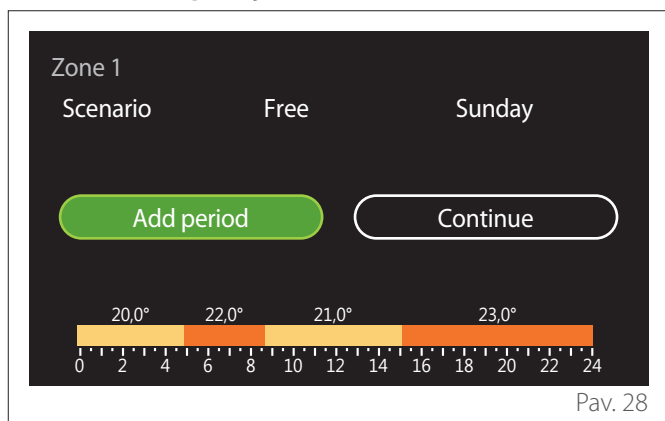 Zone 1
Scenario Free Sunday
Add period Continue
20,0° 22,0° 21,0° 23,0°
0 2 4 6 8 10 12 14 16 18 20 22 24
Pav. 28